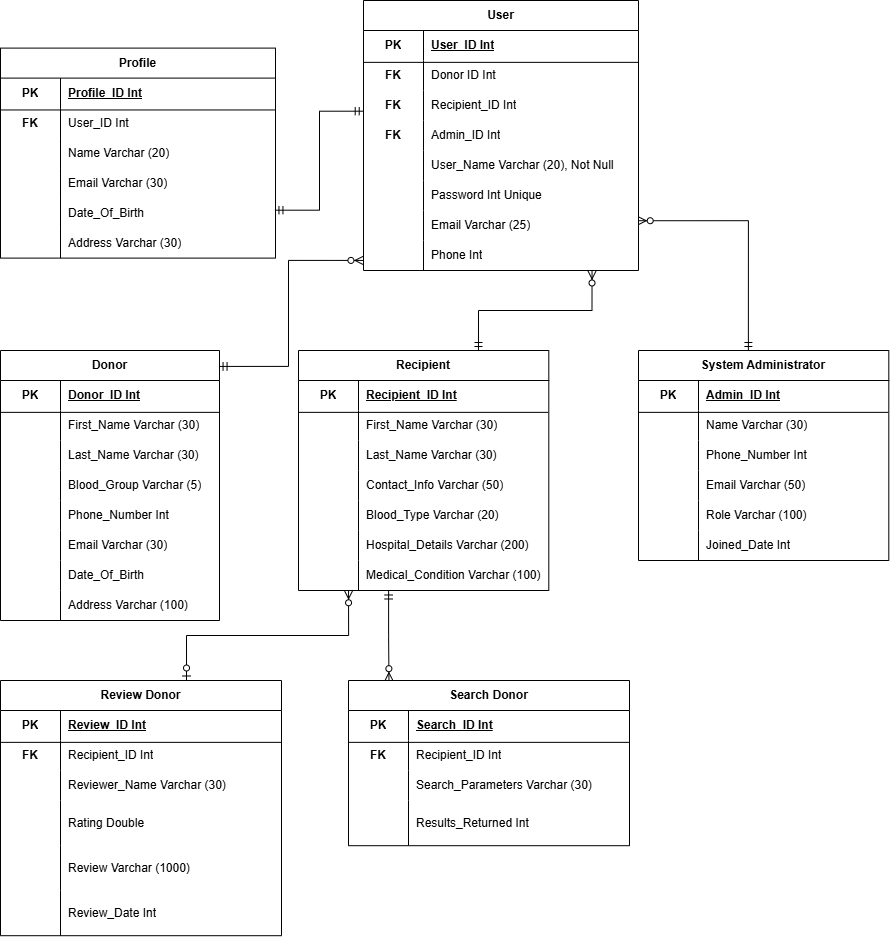 User
PK User_ID Int
FK Donor ID Int
FK Recipient_ID Int
FK Admin_ID Int
User_Name Varchar (20), Not Null
Password Int Unique
Email Varchar (25)
Phone Int
Profile
PK Profile_ID Int
FK User_ID Int
Name Varchar (20)
Email Varchar (30)
Date_Of_Birth
Address Varchar (30)
Donor
PK Donor_ID Int
First_Name Varchar (30)
Last_Name Varchar (30)
Blood_Group Varchar (5)
Phone_Number Int
Email Varchar (30)
Date_Of_Birth
Address Varchar (100)
Recipient
PK Recipient_ID Int
First_Name Varchar (30)
Last_Name Varchar (30)
Contact_Info Varchar (50)
Blood_Type Varchar (20)
Hospital_Details Varchar (200)
Medical_Condition Varchar (100)
System Administrator
PK Admin_ID Int
Name Varchar (30)
Phone_Number Int
Email Varchar (50)
Role Varchar (100)
Joined_Date Int
Review Donor
PK Review_ID Int
FK Recipient_ID Int
Reviewer_Name Varchar (30)
Rating Double
Review Varchar (1000)
Review_Date Int
Search Donor
PK Search_ID Int
FK Recipient_ID Int
Search_Parameters Varchar (30)
Results_Returned Int